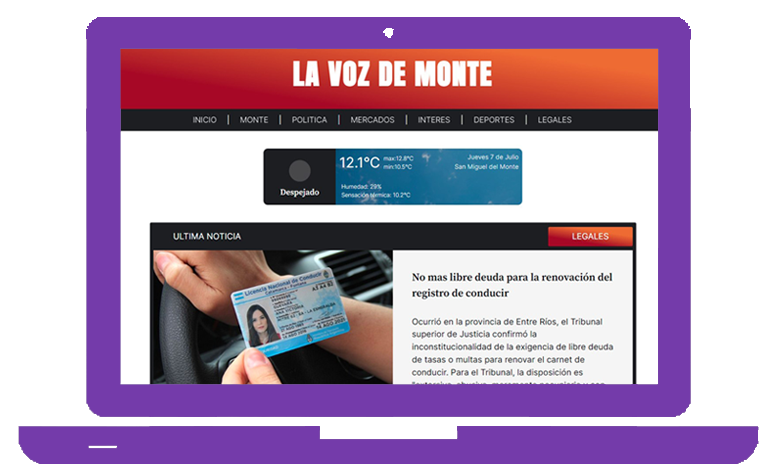 LA VOZ DE MONTE
INICIO | MONTE | POLITICA | MERCADOS | INTERES | DEPORTES | LEGALES
12.1°C max:12.8°C
min:10.5°C
Jueves 7 de Julio
San Miguel del Monte
Despejado
Humedad: 29%
Sensación térmica: 10.2°C
ULTIMA NOTICIA
LEGALES
Licencia Nacional de Conducir
No mas libre deuda para la renovación del
registro de conducir
Ocurrió en la provincia de Entre Ríos, el Tribunal
superior de Justicia confirmó la
inconstitucionalidad de la exigencia de libre deuda
de tasas o multas para renovar el carnet de
conducir. Para el Tribunal, la disposición es